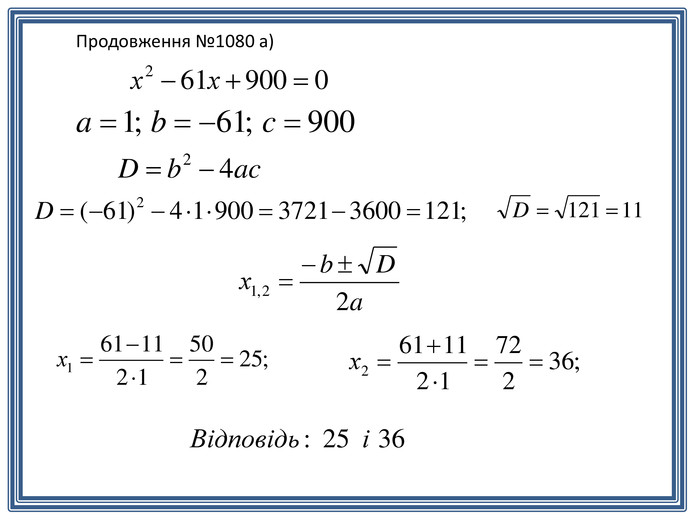 Продовження №1080 а)
x² − 61x + 900 = 0
a = 1; b = −61; c = 900
D = b² − 4ac
D = (−61)² − 4·1·900 = 3721 − 3600 = 121; √D = √121 = 11
x₁,₂ = (−b ± √D) / 2a
x₁ = (61 − 11) / (2·1) = 50/2 = 25; x₂ = (61 + 11) / (2·1) = 72/2 = 36;
Відповідь: 25 і 36